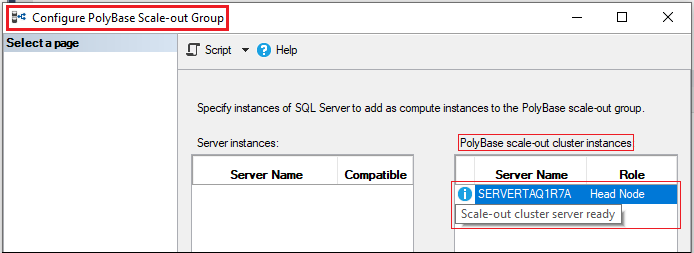 Configure PolyBase Scale-out Group
Select a page
Script
Help
Specify instances of SQL Server to add as compute instances to the PolyBase scale-out group.
Server instances:
PolyBase scale-out cluster instances
Server Name Compatible
Server Name Role
SERVERTAQ1R7A Head Node
Scale-out cluster server ready